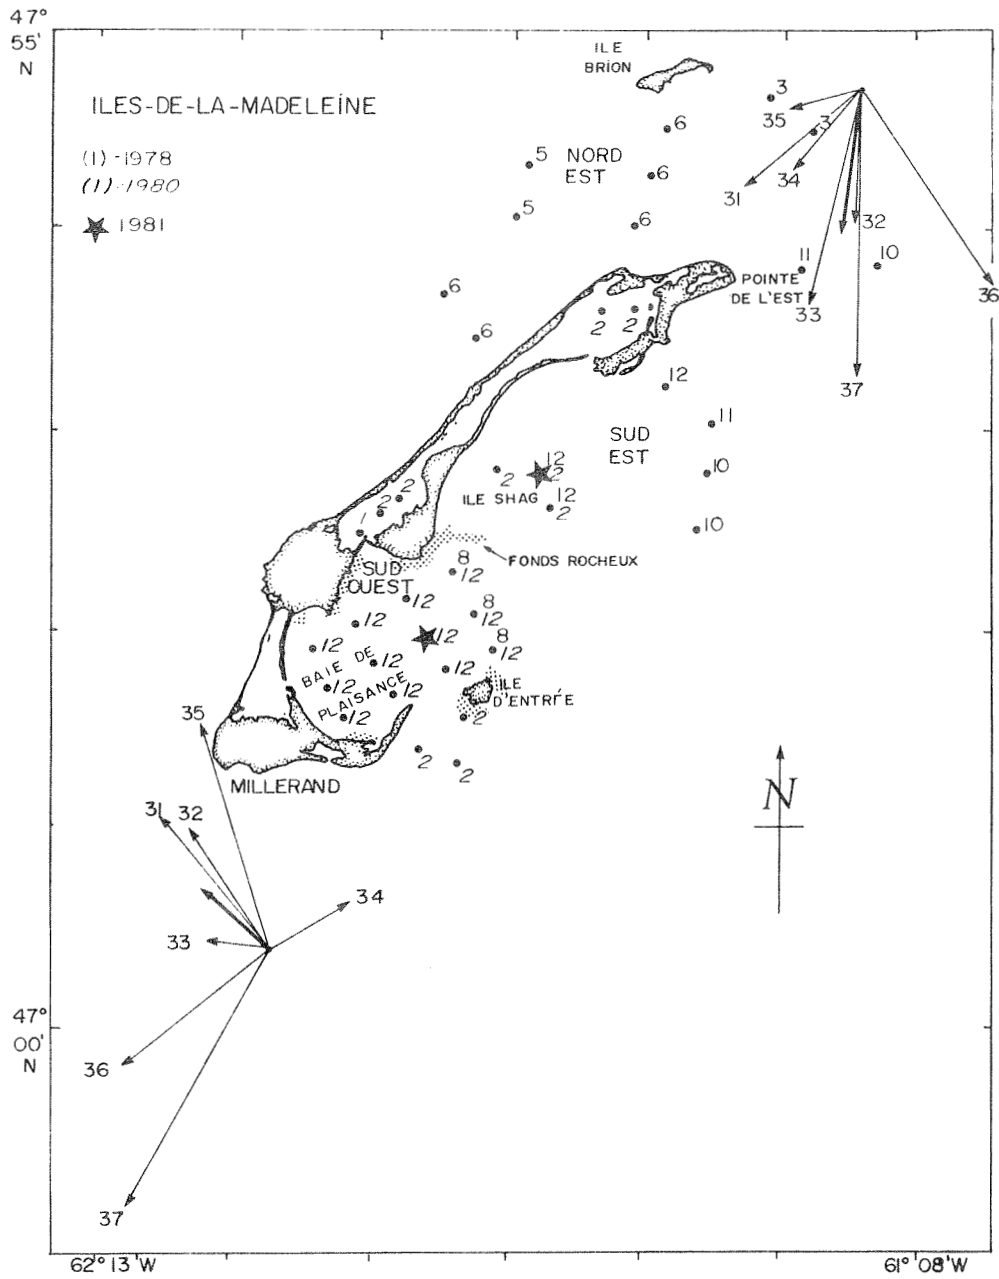 47°
55'
N
ILE
BRION
ILES-DE-LA-MADELEINE
(1)-1978
(1)-1980
★ 1981
3
35
3
6
5
NORD
EST
6
34
31
5
6
32
11
10
POINTE
DE L'EST
36
33
6
2
2
6
37
12
SUD
EST
11
12
2
2
10
ILE SHAG
12
2
2
2
1
10
FONDS ROCHEUX
SUD
OUEST
8
12
12
8
12
12
12
8
12
12
BAIE DE
12
12
12
PLAISANCE
12
12
ILE
D'ENTRÉE
2
35
2
2
MILLERAND
31
32
N
34
33
47°
00'
N
36
37
62° 13'W
61° 08'W